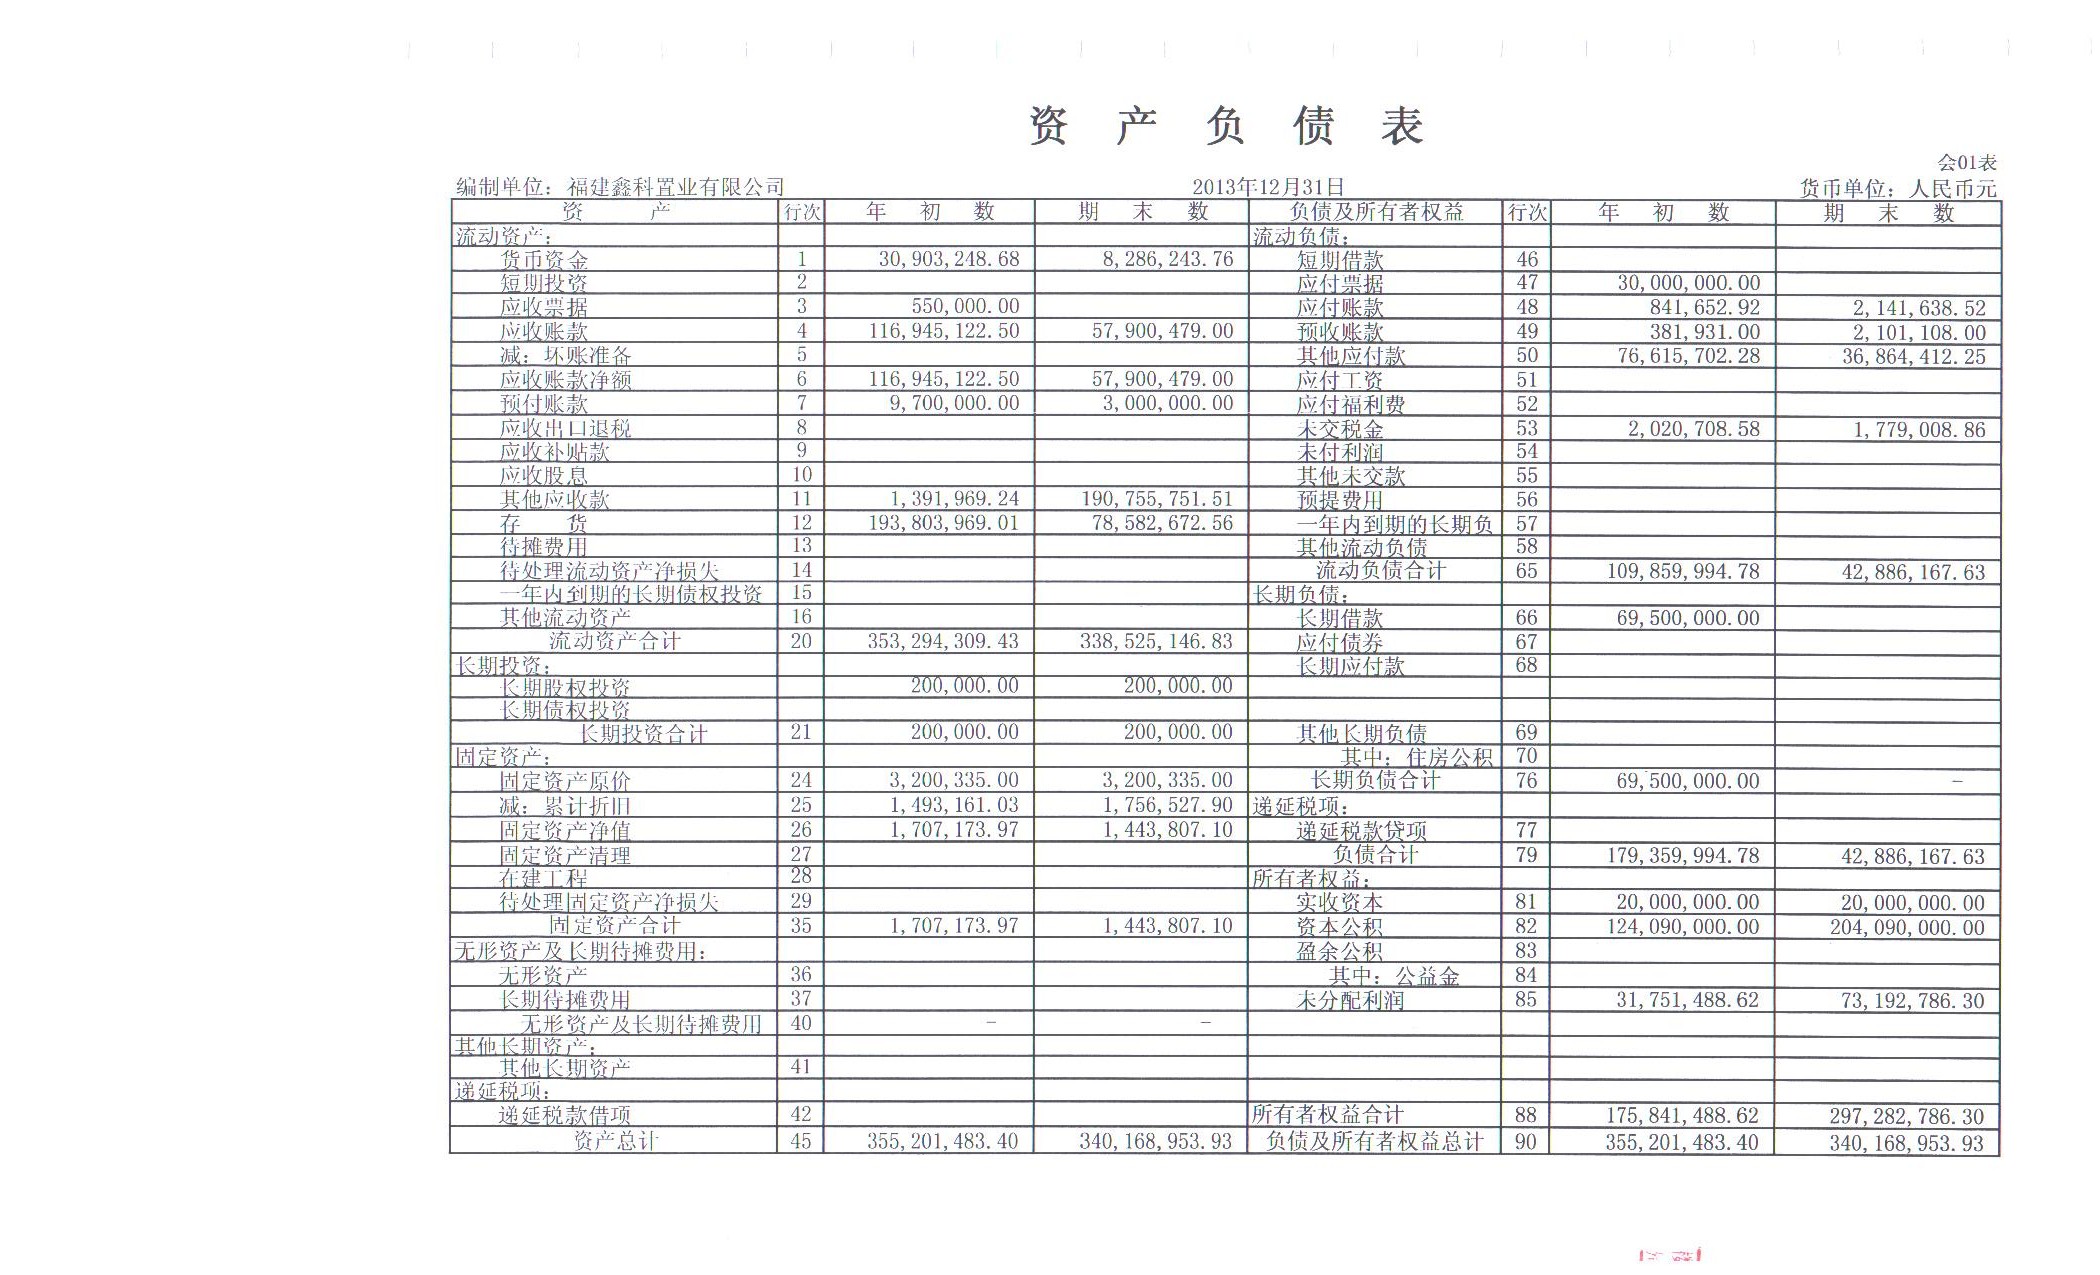 资 产 负 债 表
会01表
编制单位：福建鑫科置业有限公司 2013年12月31日 货币单位：人民币元
资 产 行次 年 初 数 期 末 数 负债及所有者权益 行次 年 初 数 期 末 数
流动资产： 流动负债：
货币资金 1 30,903,248.68 8,286,243.76 短期借款 46
短期投资 2 应付票据 47 30,000,000.00
应收票据 3 550,000.00 应付账款 48 841,652.92 2,141,638.52
应收账款 4 116,945,122.50 57,900,479.00 预收账款 49 381,931.00 2,101,108.00
减：坏账准备 5 其他应付款 50 76,615,702.28 36,864,412.25
应收账款净额 6 116,945,122.50 57,900,479.00 应付工资 51
预付账款 7 9,700,000.00 3,000,000.00 应付福利费 52
应收出口退税 8 未交税金 53 2,020,708.58 1,779,008.86
应收补贴款 9 未付利润 54
应收股息 10 其他未交款 55
其他应收款 11 1,391,969.24 190,755,751.51 预提费用 56
存 货 12 193,803,969.01 78,582,672.56 一年内到期的长期负 57
待摊费用 13 其他流动负债 58
待处理流动资产净损失 14 流动负债合计 65 109,859,994.78 42,886,167.63
一年内到期的长期债权投资 15 长期负债：
其他流动资产 16 长期借款 66 69,500,000.00
流动资产合计 20 353,294,309.43 338,525,146.83 应付债券 67
长期投资： 长期应付款 68
长期股权投资 200,000.00 200,000.00
长期债权投资
长期投资合计 21 200,000.00 200,000.00 其他长期负债 69
固定资产： 其中：住房公积 70
固定资产原价 24 3,200,335.00 3,200,335.00 长期负债合计 76 69,500,000.00 -
减：累计折旧 25 1,493,161.03 1,756,527.90 递延税项：
固定资产净值 26 1,707,173.97 1,443,807.10 递延税款贷项 77
固定资产清理 27 负债合计 79 179,359,994.78 42,886,167.63
在建工程 28 所有者权益：
待处理固定资产净损失 29 实收资本 81 20,000,000.00 20,000,000.00
固定资产合计 35 1,707,173.97 1,443,807.10 资本公积 82 124,090,000.00 204,090,000.00
无形资产及长期待摊费用： 盈余公积 83
无形资产 36 其中：公益金 84
长期待摊费用 37 未分配利润 85 31,751,488.62 73,192,786.30
无形资产及长期待摊费用 40 - -
其他长期资产：
其他长期资产 41
递延税项：
递延税款借项 42 所有者权益合计 88 175,841,488.62 297,282,786.30
资产总计 45 355,201,483.40 340,168,953.93 负债及所有者权益总计 90 355,201,483.40 340,168,953.93